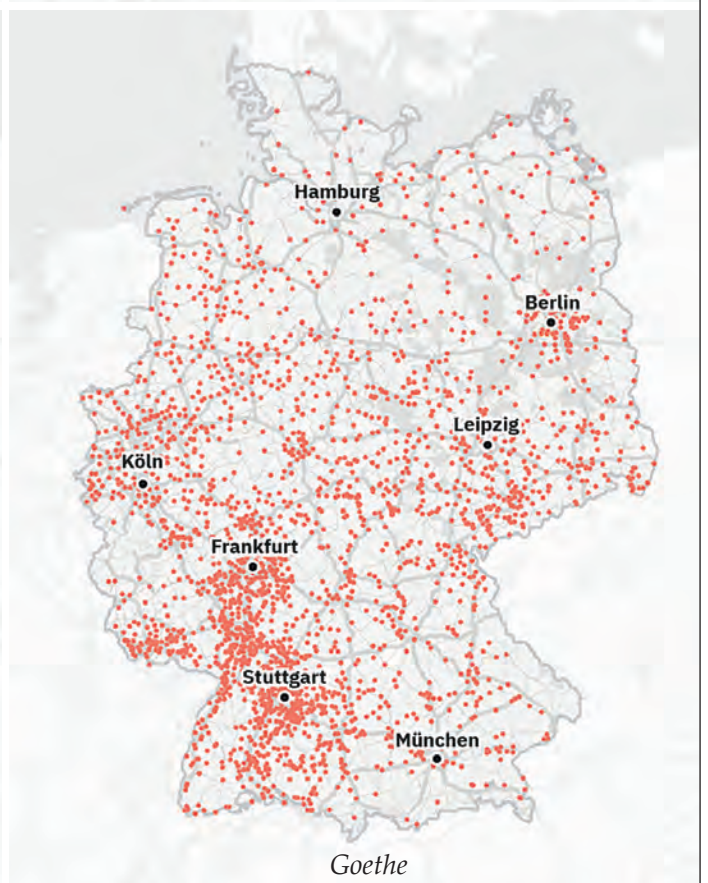 Hamburg
Berlin
Leipzig
Köln
Frankfurt
Stuttgart
München
Goethe